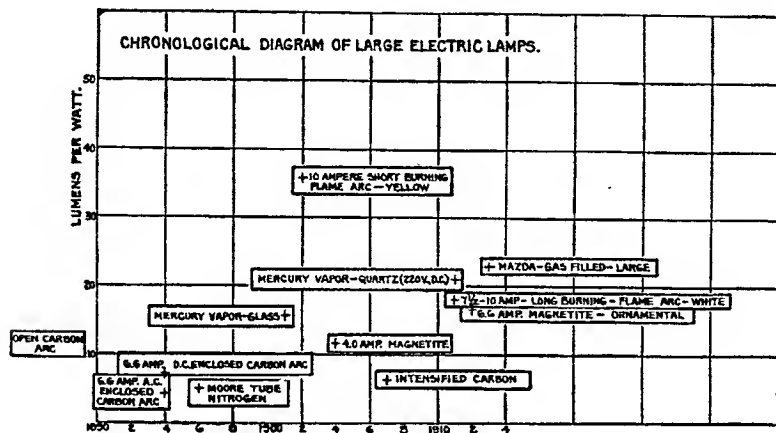 CHRONOLOGICAL DIAGRAM OF LARGE ELECTRIC LAMPS.
LUMENS PER WATT.
50
40
30
20
10
+10 AMPERE SHORT BURNING
FLAME ARC-YELLOW
MERCURY VAPOR-QUARTZ(220V.D.C)+
+MAZDA-GAS FILLED-LARGE
+7½-10 AMP-LONG BURNING-FLAME ARC-WHITE
+6.6 AMP. MAGNETITE-ORNAMENTAL
MERCURY VAPOR-GLASS+
OPEN CARBON
ARC
+4.0 AMP. MAGNETITE
6.6 AMP. D.C. ENCLOSED CARBON ARC
6.6 AMP. A.C.
ENCLOSED
CARBON ARC+
+MOORE TUBE
NITROGEN
+INTENSIFIED CARBON
2 4 6 8 1900 2 4 6 8 1910 2 4